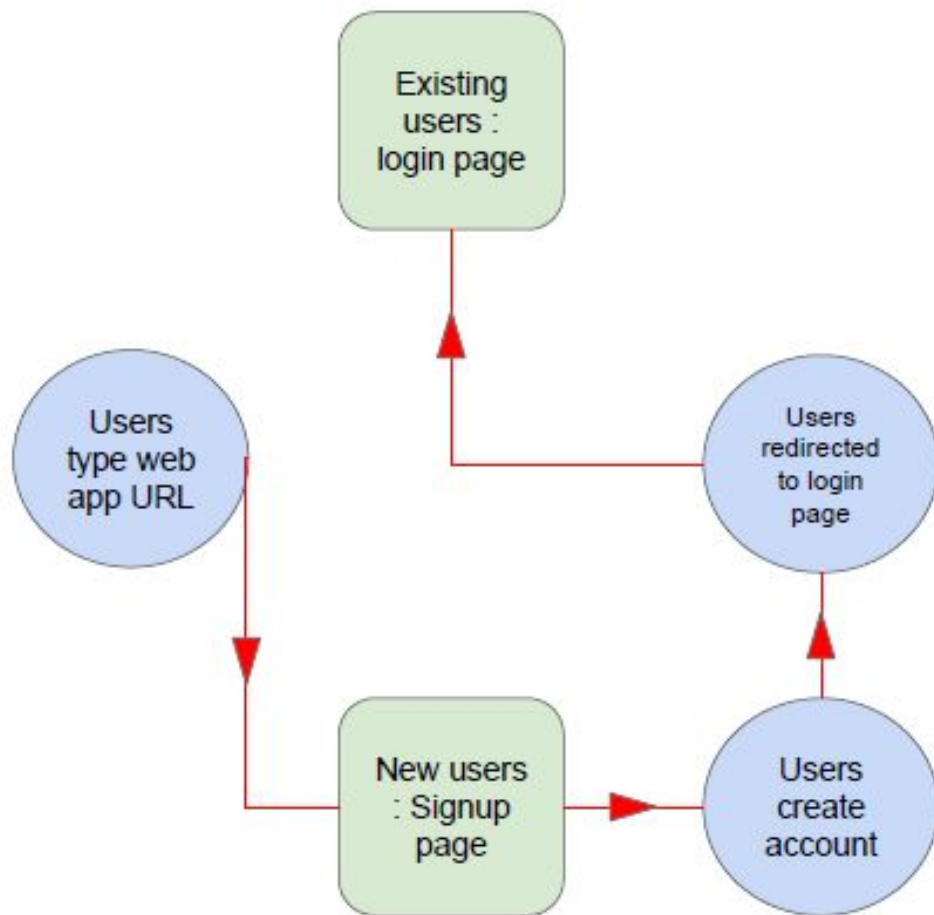 Existing
users :
login page
Users
type web
app URL
Users
redirected
to login
page
New users
: Signup
page
Users
create
account